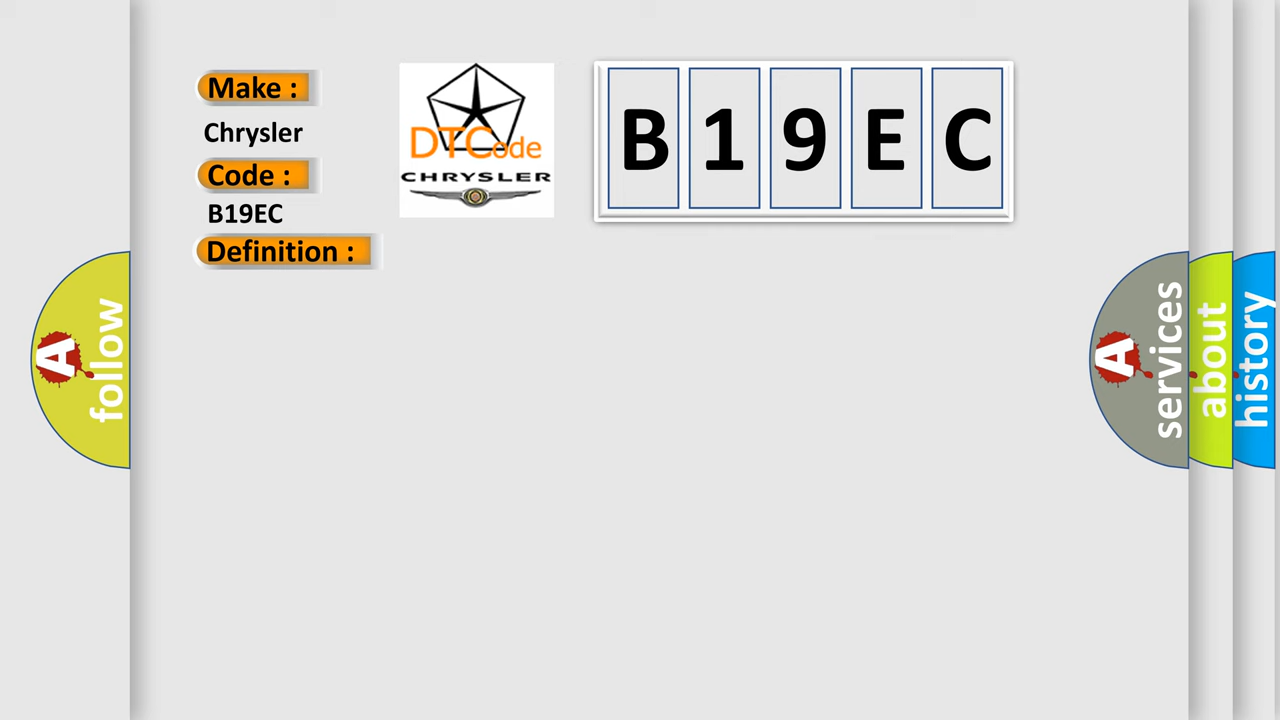 Make :
Chrysler
Code :
B19EC
Definition :
DTCode
CHRYSLER
B 1 9 E C
A follow
A services
about
history